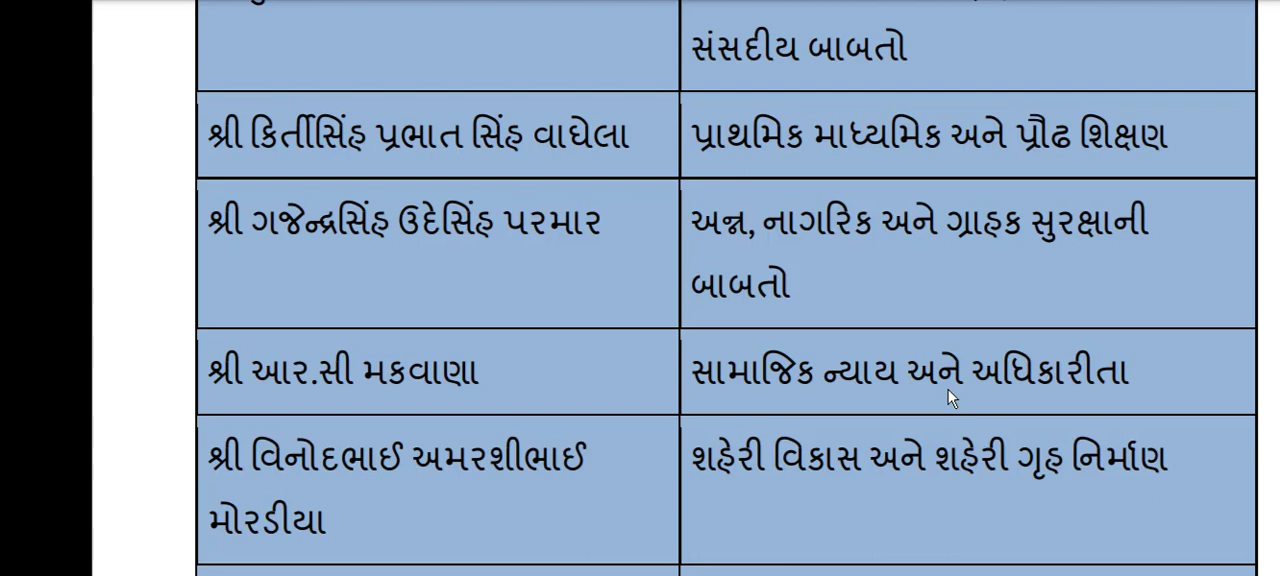 સંસદીય બાબતો
શ્રી કિર્તીસિંહ પ્રભાત સિંહ વાઘેલા
પ્રાથમિક માધ્યમિક અને પ્રૌઢ શિક્ષણ
શ્રી ગજેન્દ્રસિંહ ઉદેસિંહ પરમાર
અન્ન, નાગરિક અને ગ્રાહક સુરક્ષાની
બાબતો
શ્રી આર.સી મકવાણા
સામાજિક ન્યાય અને અધિકારીતા
શ્રી વિનોદભાઈ અમરશીભાઈ
મોરડીયા
શહેરી વિકાસ અને શહેરી ગૃહ નિર્માણ